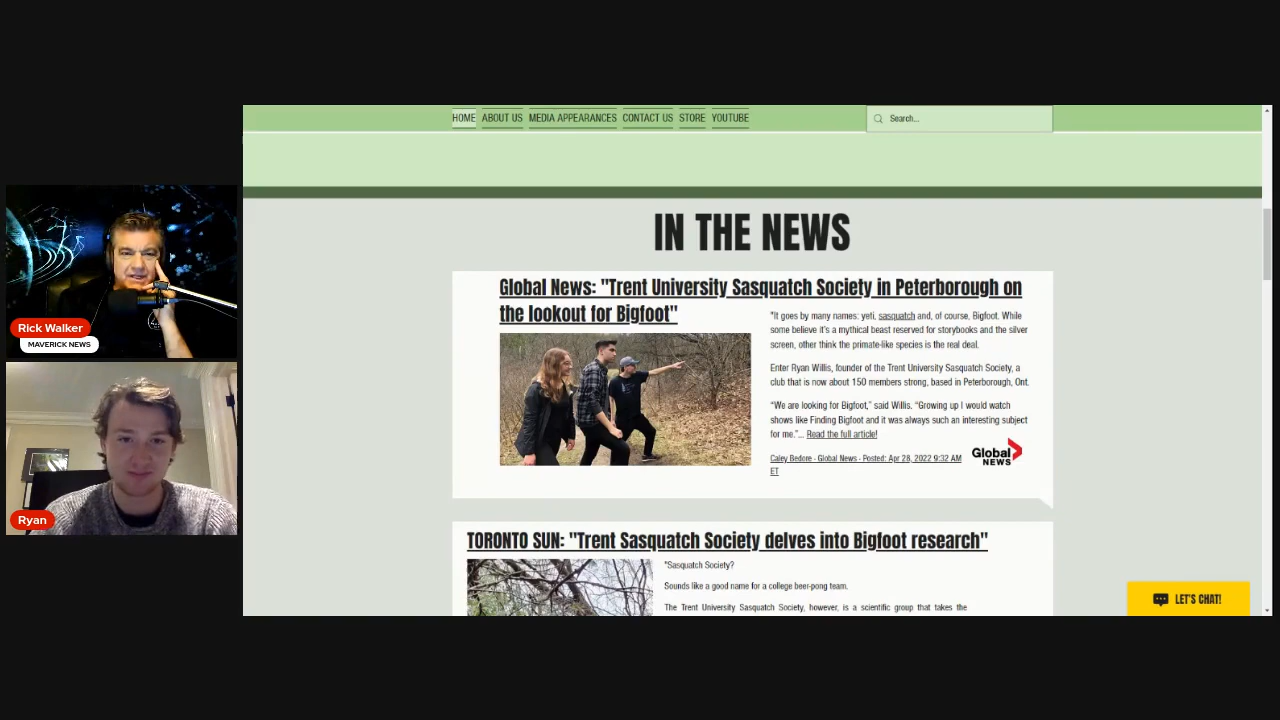 HOME ABOUT US MEDIA APPEARANCES CONTACT US STORE YOUTUBE Search...
IN THE NEWS
Global News: "Trent University Sasquatch Society in Peterborough on
the lookout for Bigfoot"
"It goes by many names: yeti, sasquatch and, of course, Bigfoot. While
some believe it's a mythical beast reserved for storybooks and the silver
screen, other think the primate-like species is the real deal.
Enter Ryan Willis, founder of the Trent University Sasquatch Society, a
club that is now about 150 members strong, based in Peterborough, Ont.
"We are looking for Bigfoot," said Willis. "Growing up I would watch
shows like Finding Bigfoot and it was always such an interesting subject
for me."... Read the full article!
Caley Bedore - Global News - Posted: Apr 28, 2022 9:32 AM
ET
Global
NEWS
TORONTO SUN: "Trent Sasquatch Society delves into Bigfoot research"
"Sasquatch Society?
Sounds like a good name for a college beer-pong team.
The Trent University Sasquatch Society, however, is a scientific group that takes the
LET'S CHAT!
Rick Walker
MAVERICK NEWS
Ryan